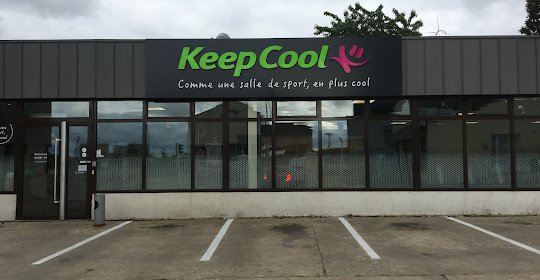 Keep Cool
Comme une salle de sport, en plus cool